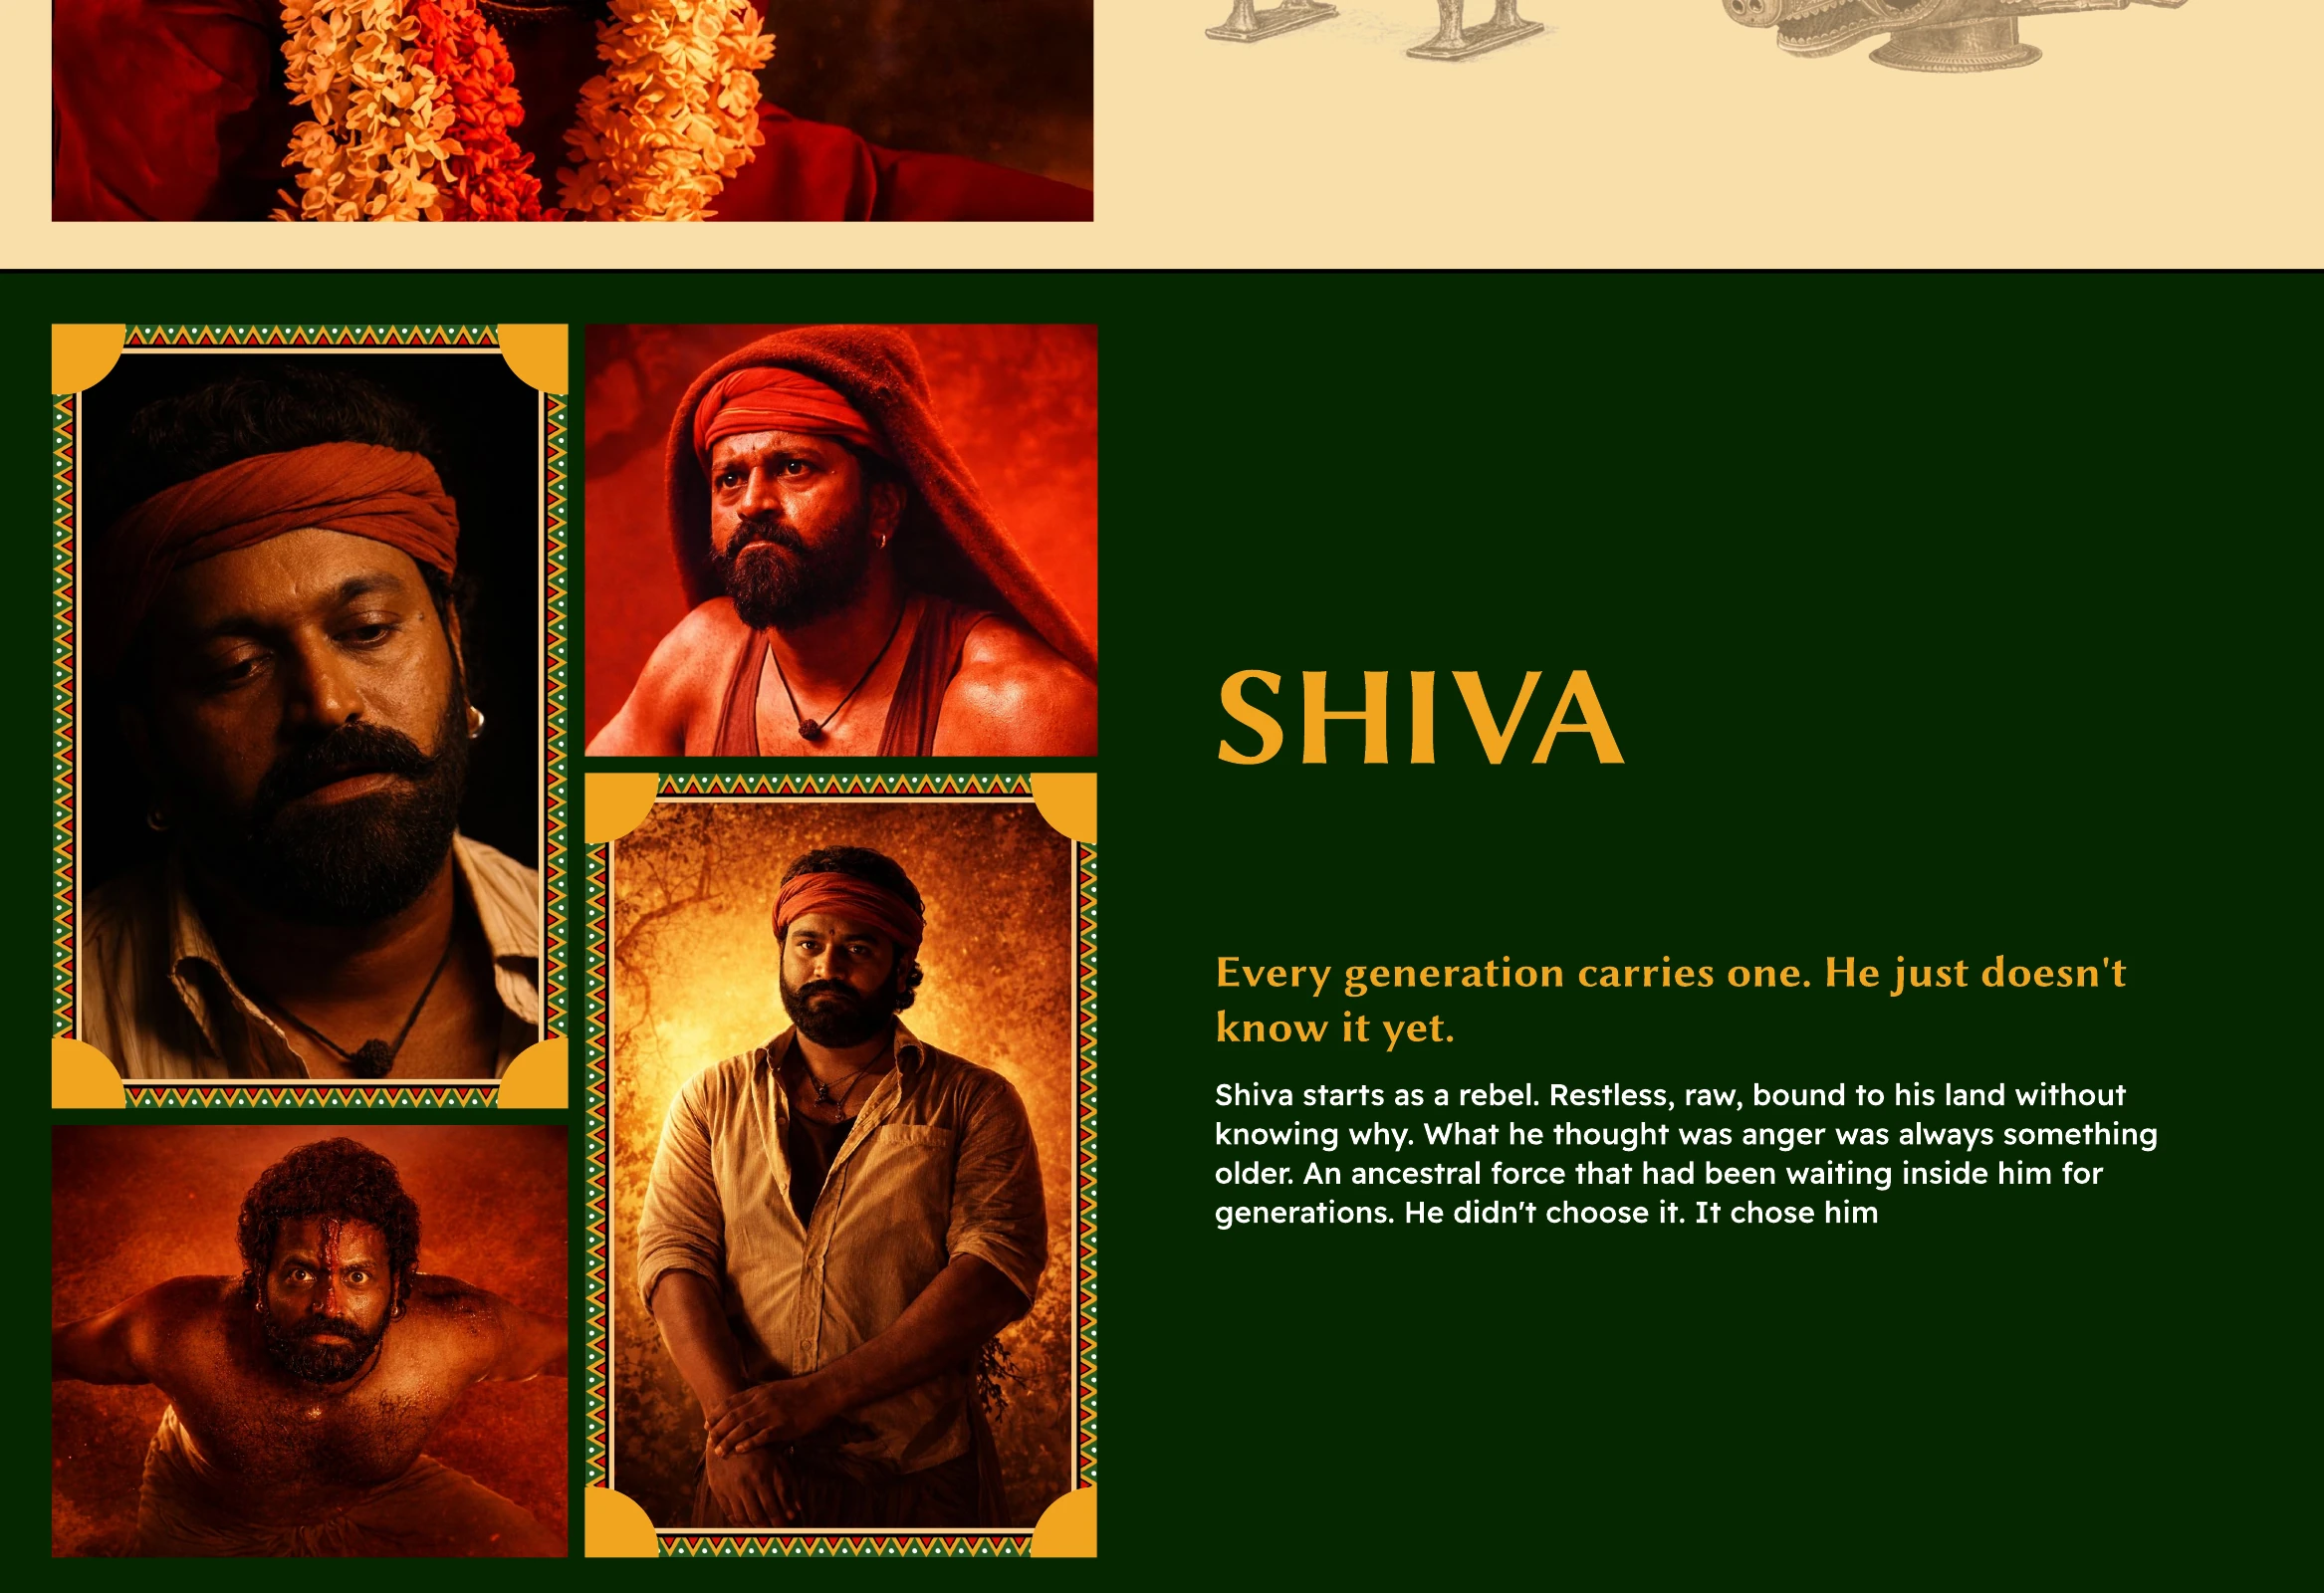 SHIVA
Every generation carries one. He just doesn't
know it yet.
Shiva starts as a rebel. Restless, raw, bound to his land without
knowing why. What he thought was anger was always something
older. An ancestral force that had been waiting inside him for
generations. He didn't choose it. It chose him